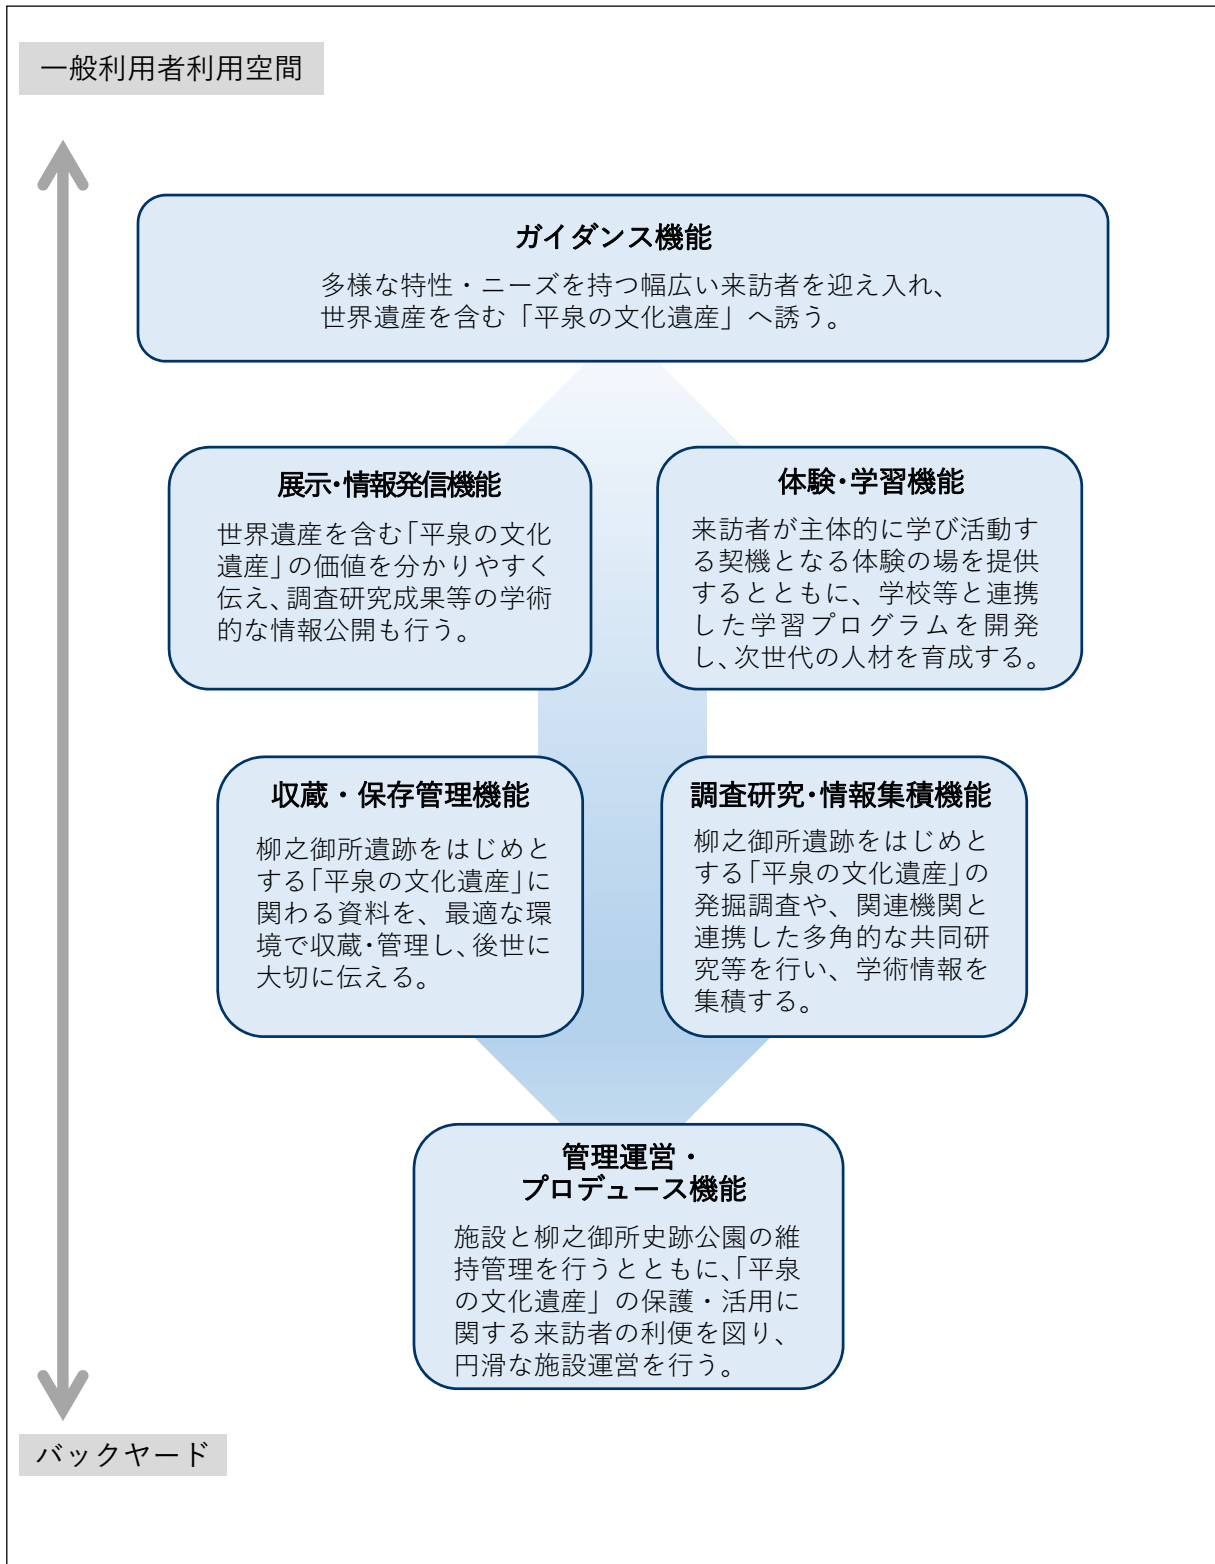 一般利用者利用空間
ガイダンス機能
多様な特性・ニーズを持つ幅広い来訪者を迎え入れ、
世界遺産を含む「平泉の文化遺産」へ誘う。
展示・情報発信機能
世界遺産を含む「平泉の文化
遺産」の価値を分かりやすく
伝え、調査研究成果等の学術
的な情報公開も行う。
体験・学習機能
来訪者が主体的に学び活動す
る契機となる体験の場を提供
するとともに、学校等と連携
した学習プログラムを開発
し、次世代の人材を育成する。
収蔵・保存管理機能
柳之御所遺跡をはじめと
する「平泉の文化遺産」に
関わる資料を、最適な環
境で収蔵・管理し、後世に
大切に伝える。
調査研究・情報集積機能
柳之御所遺跡をはじめと
する「平泉の文化遺産」の
発掘調査や、関連機関と
連携した多角的な共同研
究等を行い、学術情報を
集積する。
管理運営・
プロデュース機能
施設と柳之御所史跡公園の維
持管理を行うとともに、「平泉
の文化遺産」の保護・活用に
関する来訪者の利便を図り、
円滑な施設運営を行う。
バックヤード